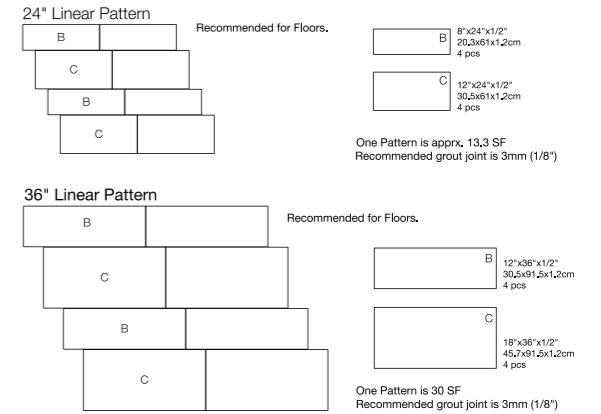 24" Linear Pattern
Recommended for Floors.
B
C
B
C
B
8"x24"x1/2"
20.3x61x1.2cm
4 pcs
C
12"x24"x1/2"
30.5x61x1.2cm
4 pcs
One Pattern is apprx. 13.3 SF
Recommended grout joint is 3mm (1/8")
36" Linear Pattern
Recommended for Floors.
B
C
B
C
B
12"x36"x1/2"
30.5x91.5x1.2cm
4 pcs
C
18"x36"x1/2"
45.7x91.5x1.2cm
4 pcs
One Pattern is 30 SF
Recommended grout joint is 3mm (1/8")